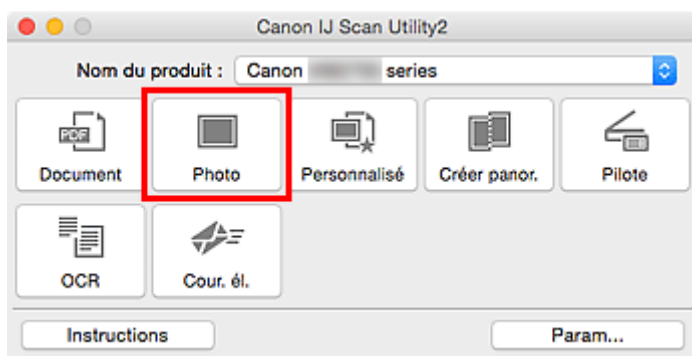 Canon IJ Scan Utility2
Nom du produit : Canon series
PDF
Document Photo Personnalisé Créer panor. Pilote
OCR Cour. él.
Instructions Param...